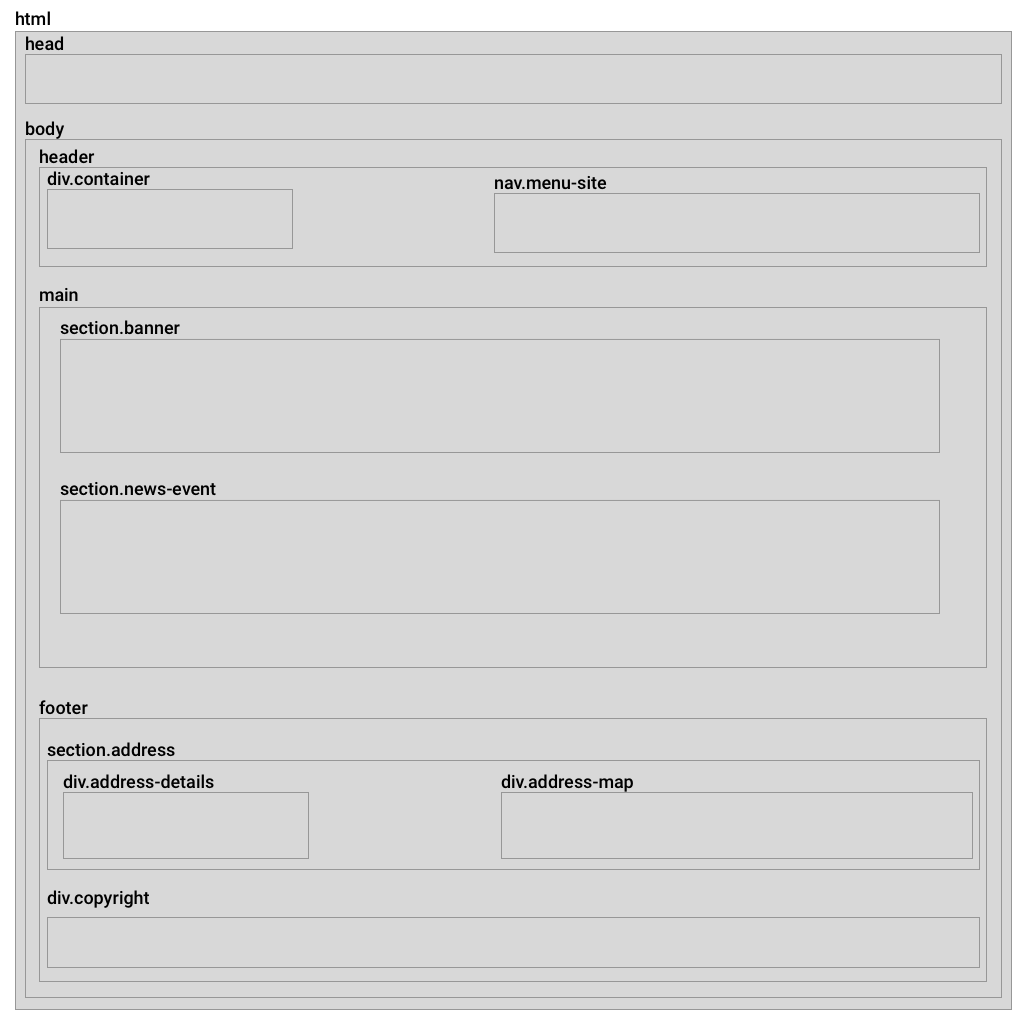 html
head
body
header
div.container
nav.menu-site
main
section.banner
section.news-event
footer
section.address
div.address-details
div.address-map
div.copyright